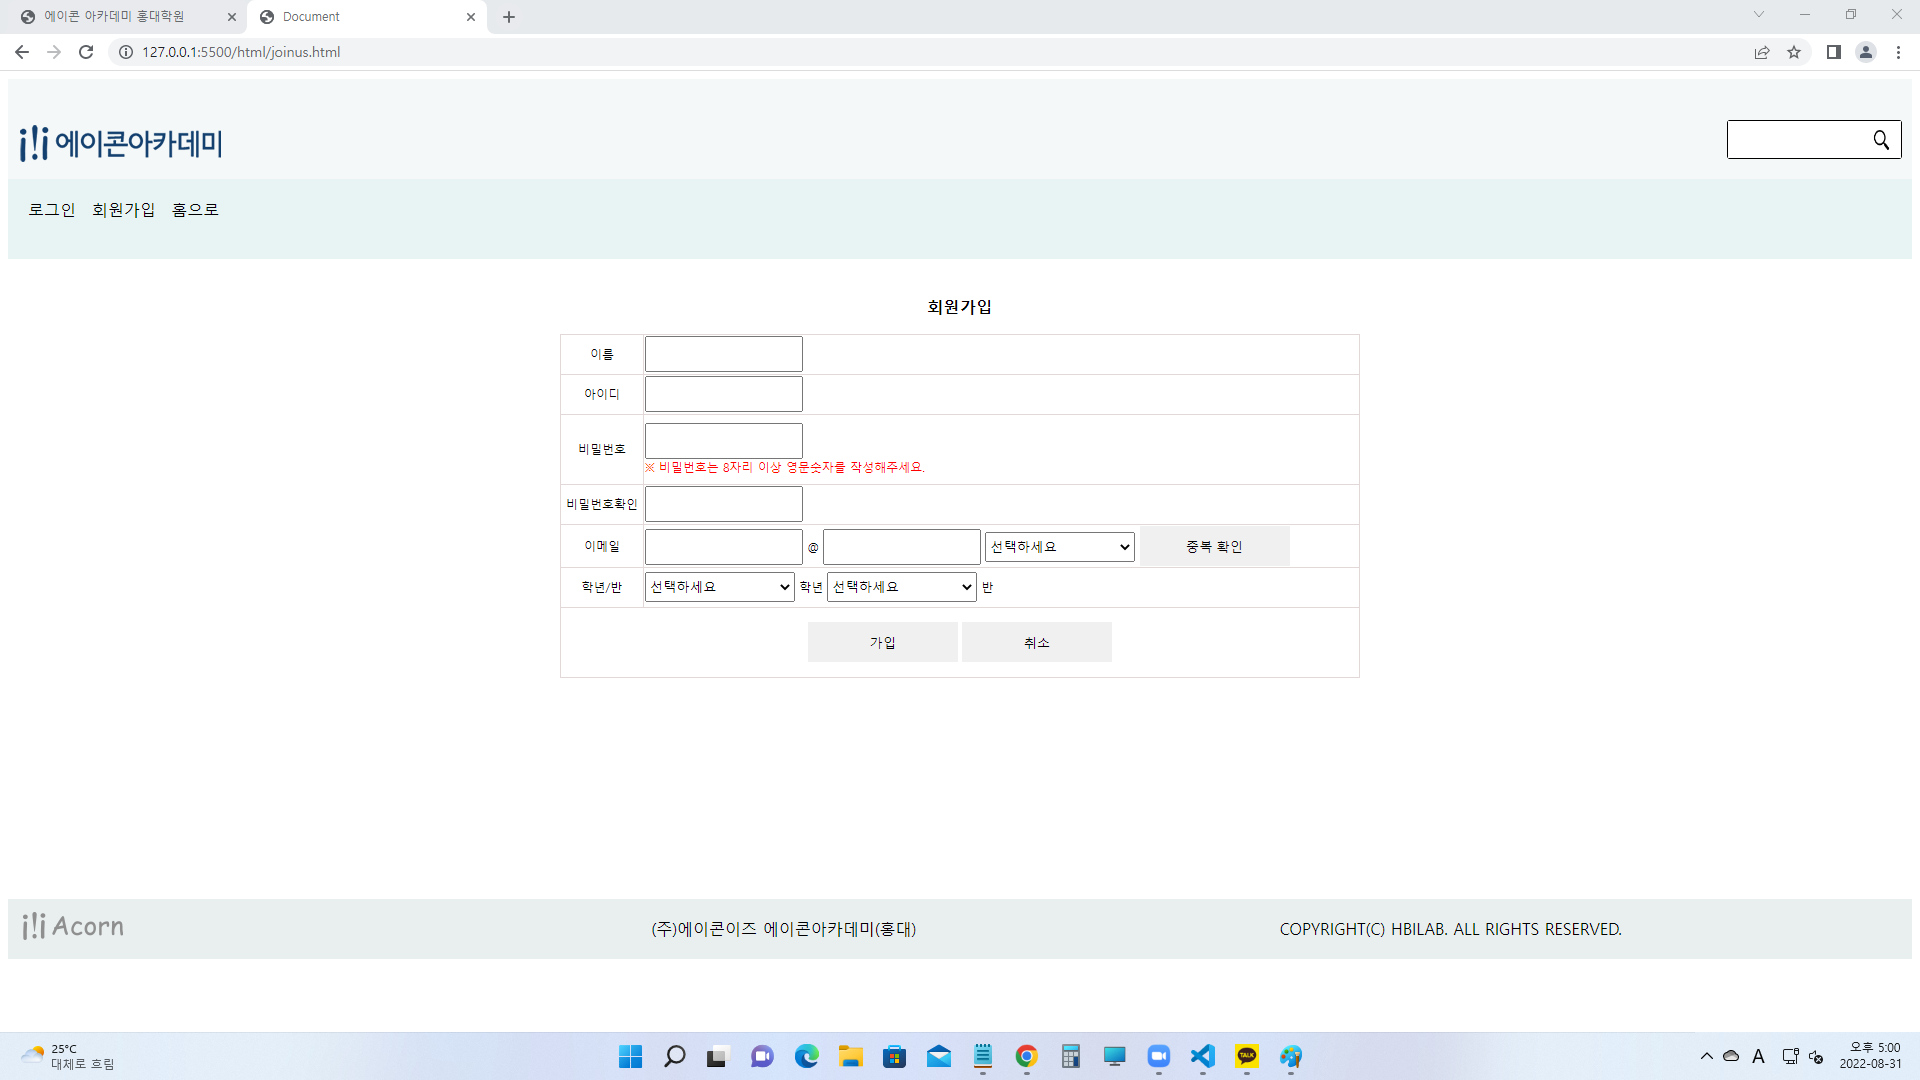 에이콘 아카데미 홍대학원
Document
127.0.0.1:5500/html/joinus.html
에이콘아카데미
로그인 회원가입 홈으로
회원가입
이름
아이디
비밀번호
※ 비밀번호는 8자리 이상 영문숫자를 작성해주세요.
비밀번호확인
이메일 @ 선택하세요 중복 확인
학년/반 선택하세요 학년 선택하세요 반
가입 취소
Acorn (주)에이콘이즈 에이콘아카데미(홍대) COPYRIGHT(C) HBILAB. ALL RIGHTS RESERVED.
25°C
대체로 흐림
TALK
A
오후 5:00
2022-08-31